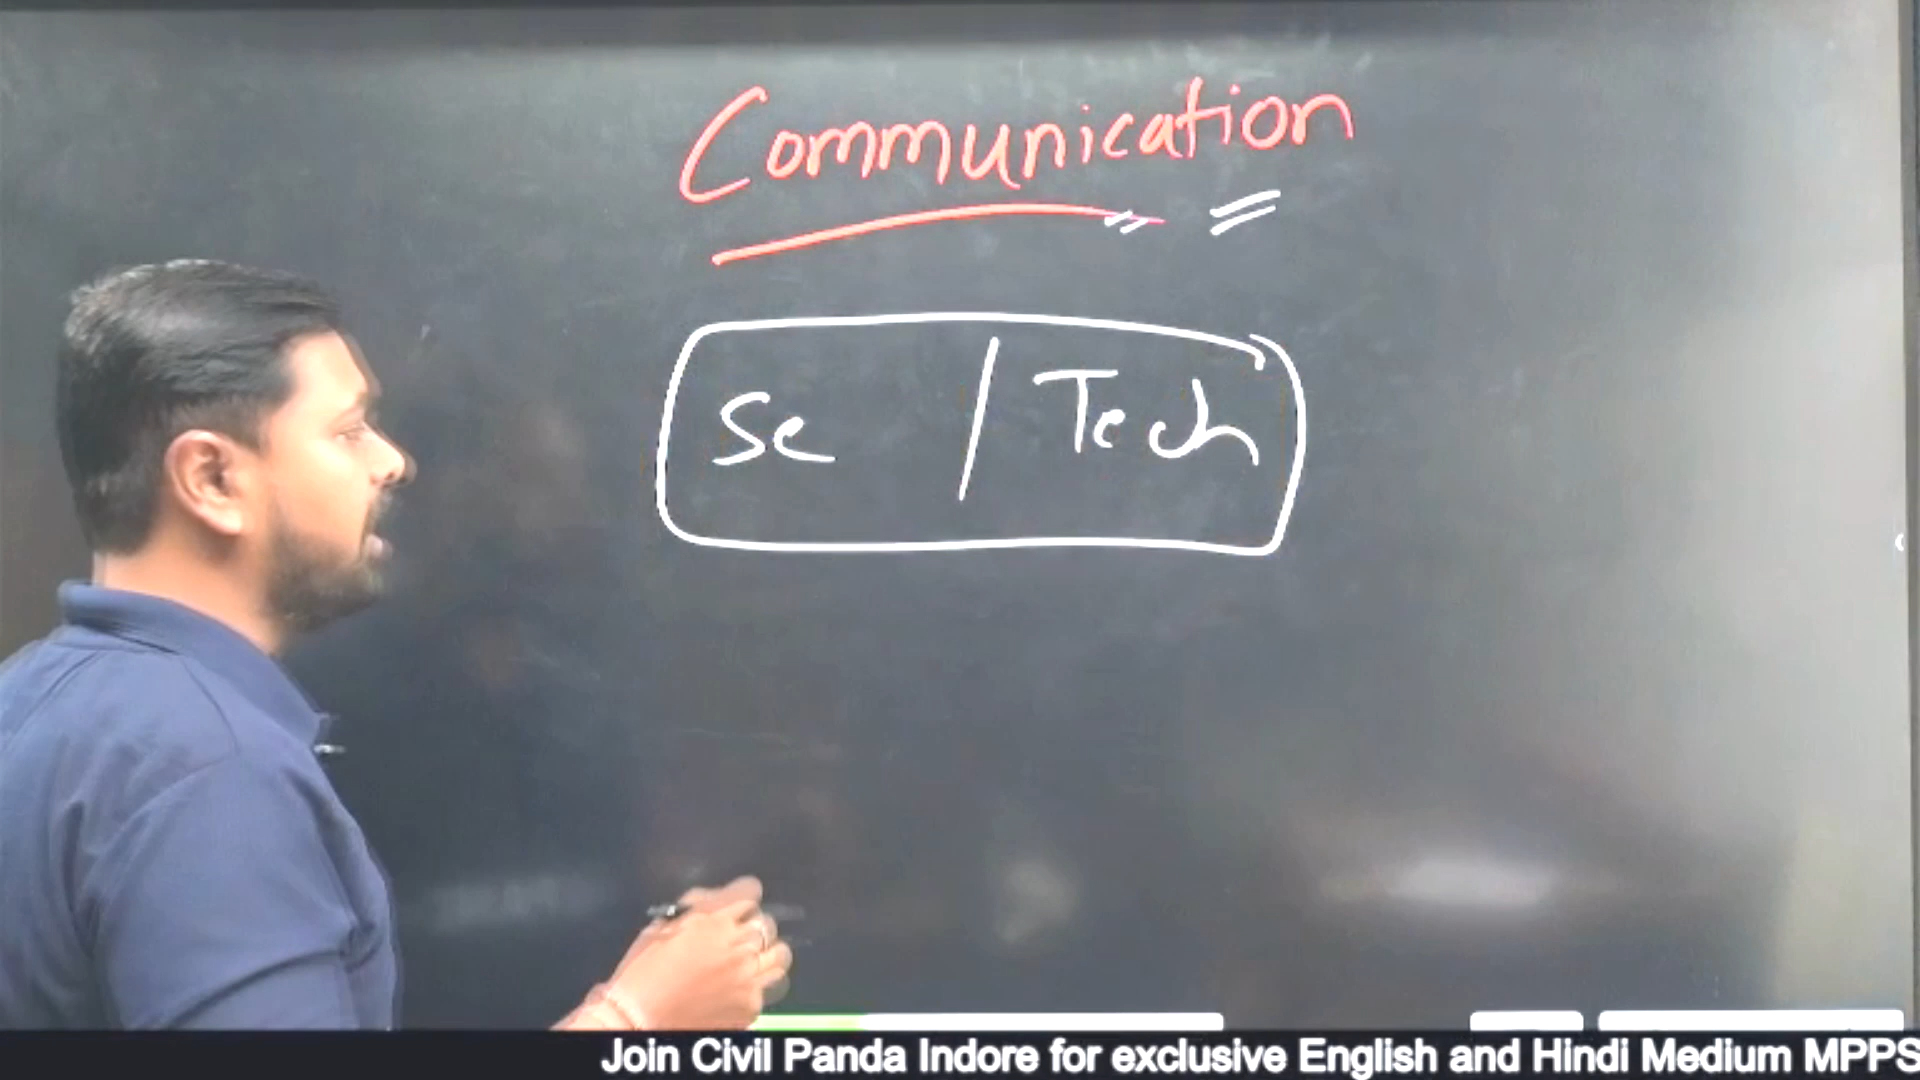 Communication
Sc / Tech
Join Civil Panda Indore for exclusive English and Hindi Medium MPPS